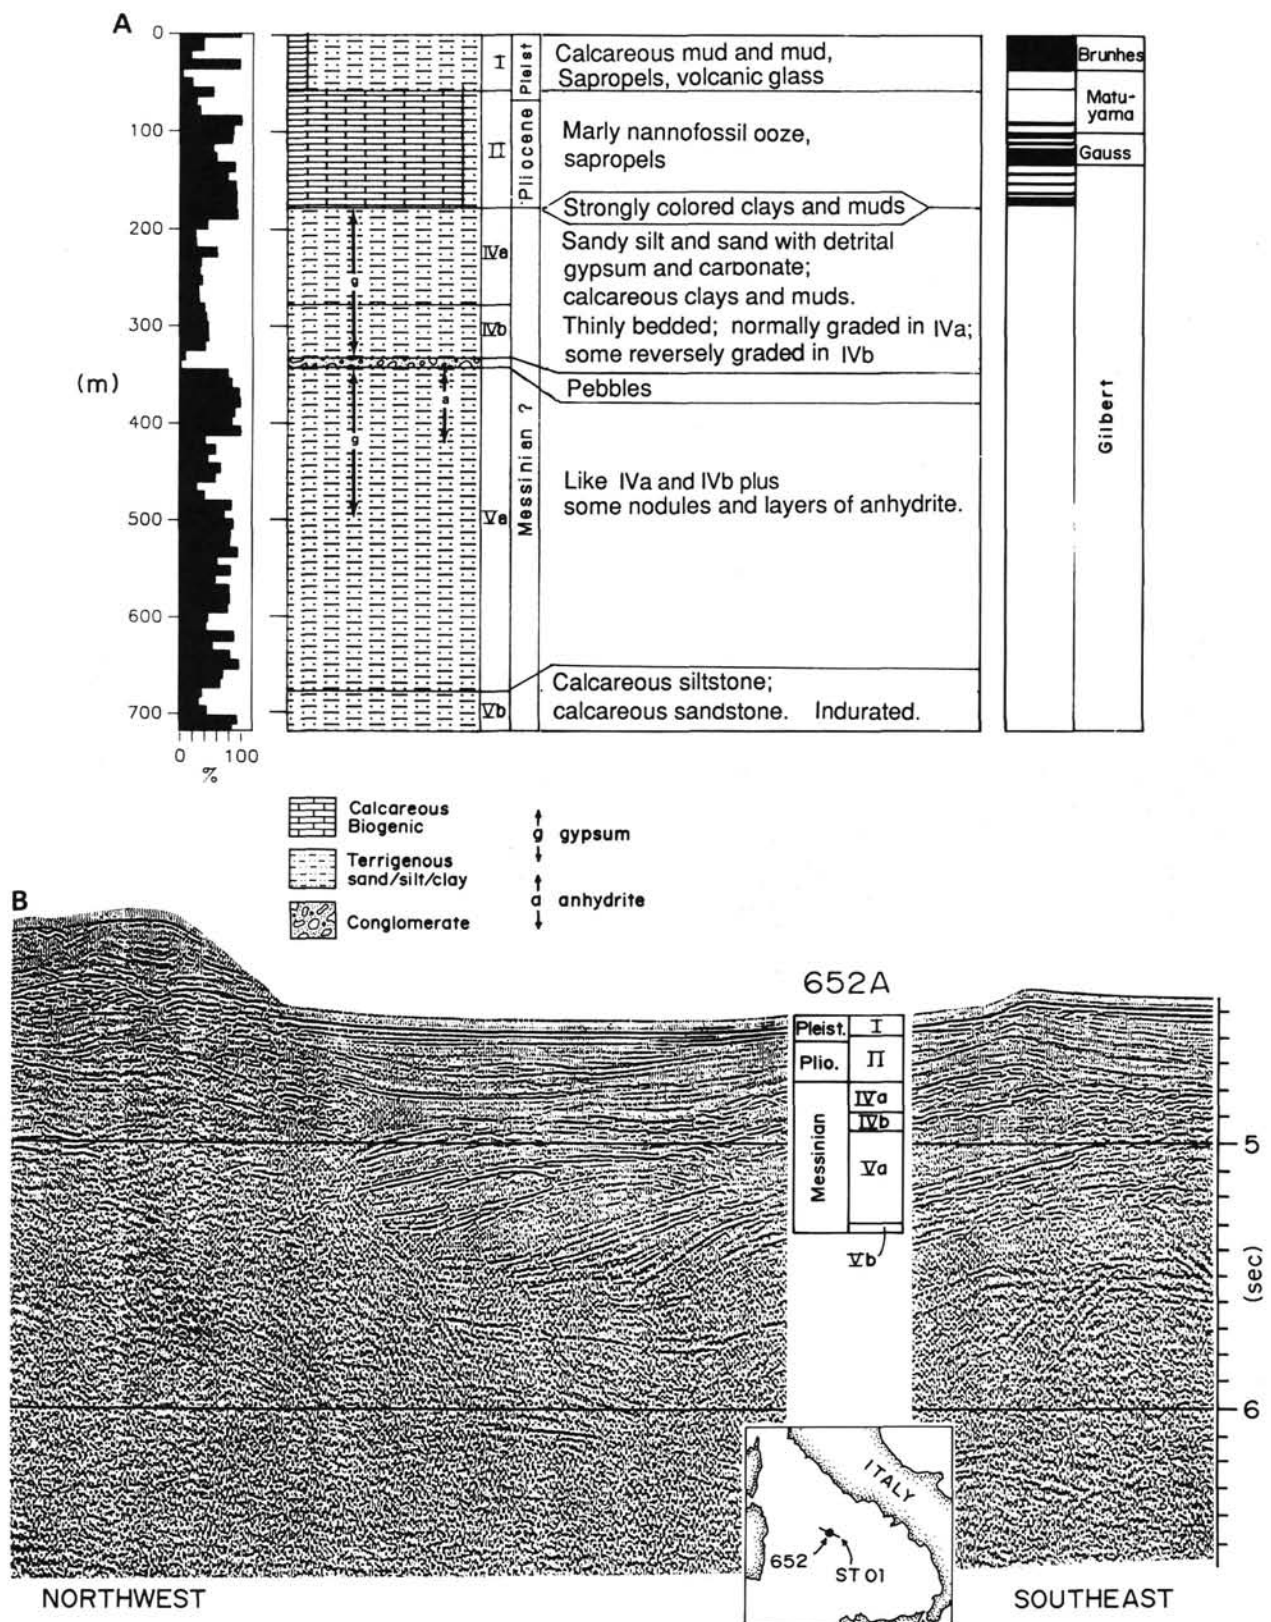 A
0
100
200
300
(m)
400
500
600
700
0 100
%
I
II
IVa
IVb
Va
Vb
Pleist
Pliocene
Messinian ?
Calcareous mud and mud,
Sapropels, volcanic glass
Marly nannofossil ooze,
sapropels
Strongly colored clays and muds
Sandy silt and sand with detrital
gypsum and carbonate;
calcareous clays and muds.
Thinly bedded; normally graded in IVa;
some reversely graded in IVb
Pebbles
Like IVa and IVb plus
some nodules and layers of anhydrite.
Calcareous siltstone;
calcareous sandstone. Indurated.
g
g
a
Brunhes
Matu-
yama
Gauss
Gilbert
Calcareous
Biogenic
Terrigenous
sand/silt/clay
Conglomerate
g gypsum
a anhydrite
B
652A
Pleist. I
Plio. II
Messinian
IVa
IVb
Va
Vb
5
(sec)
6
ITALY
652
ST 01
NORTHWEST
SOUTHEAST